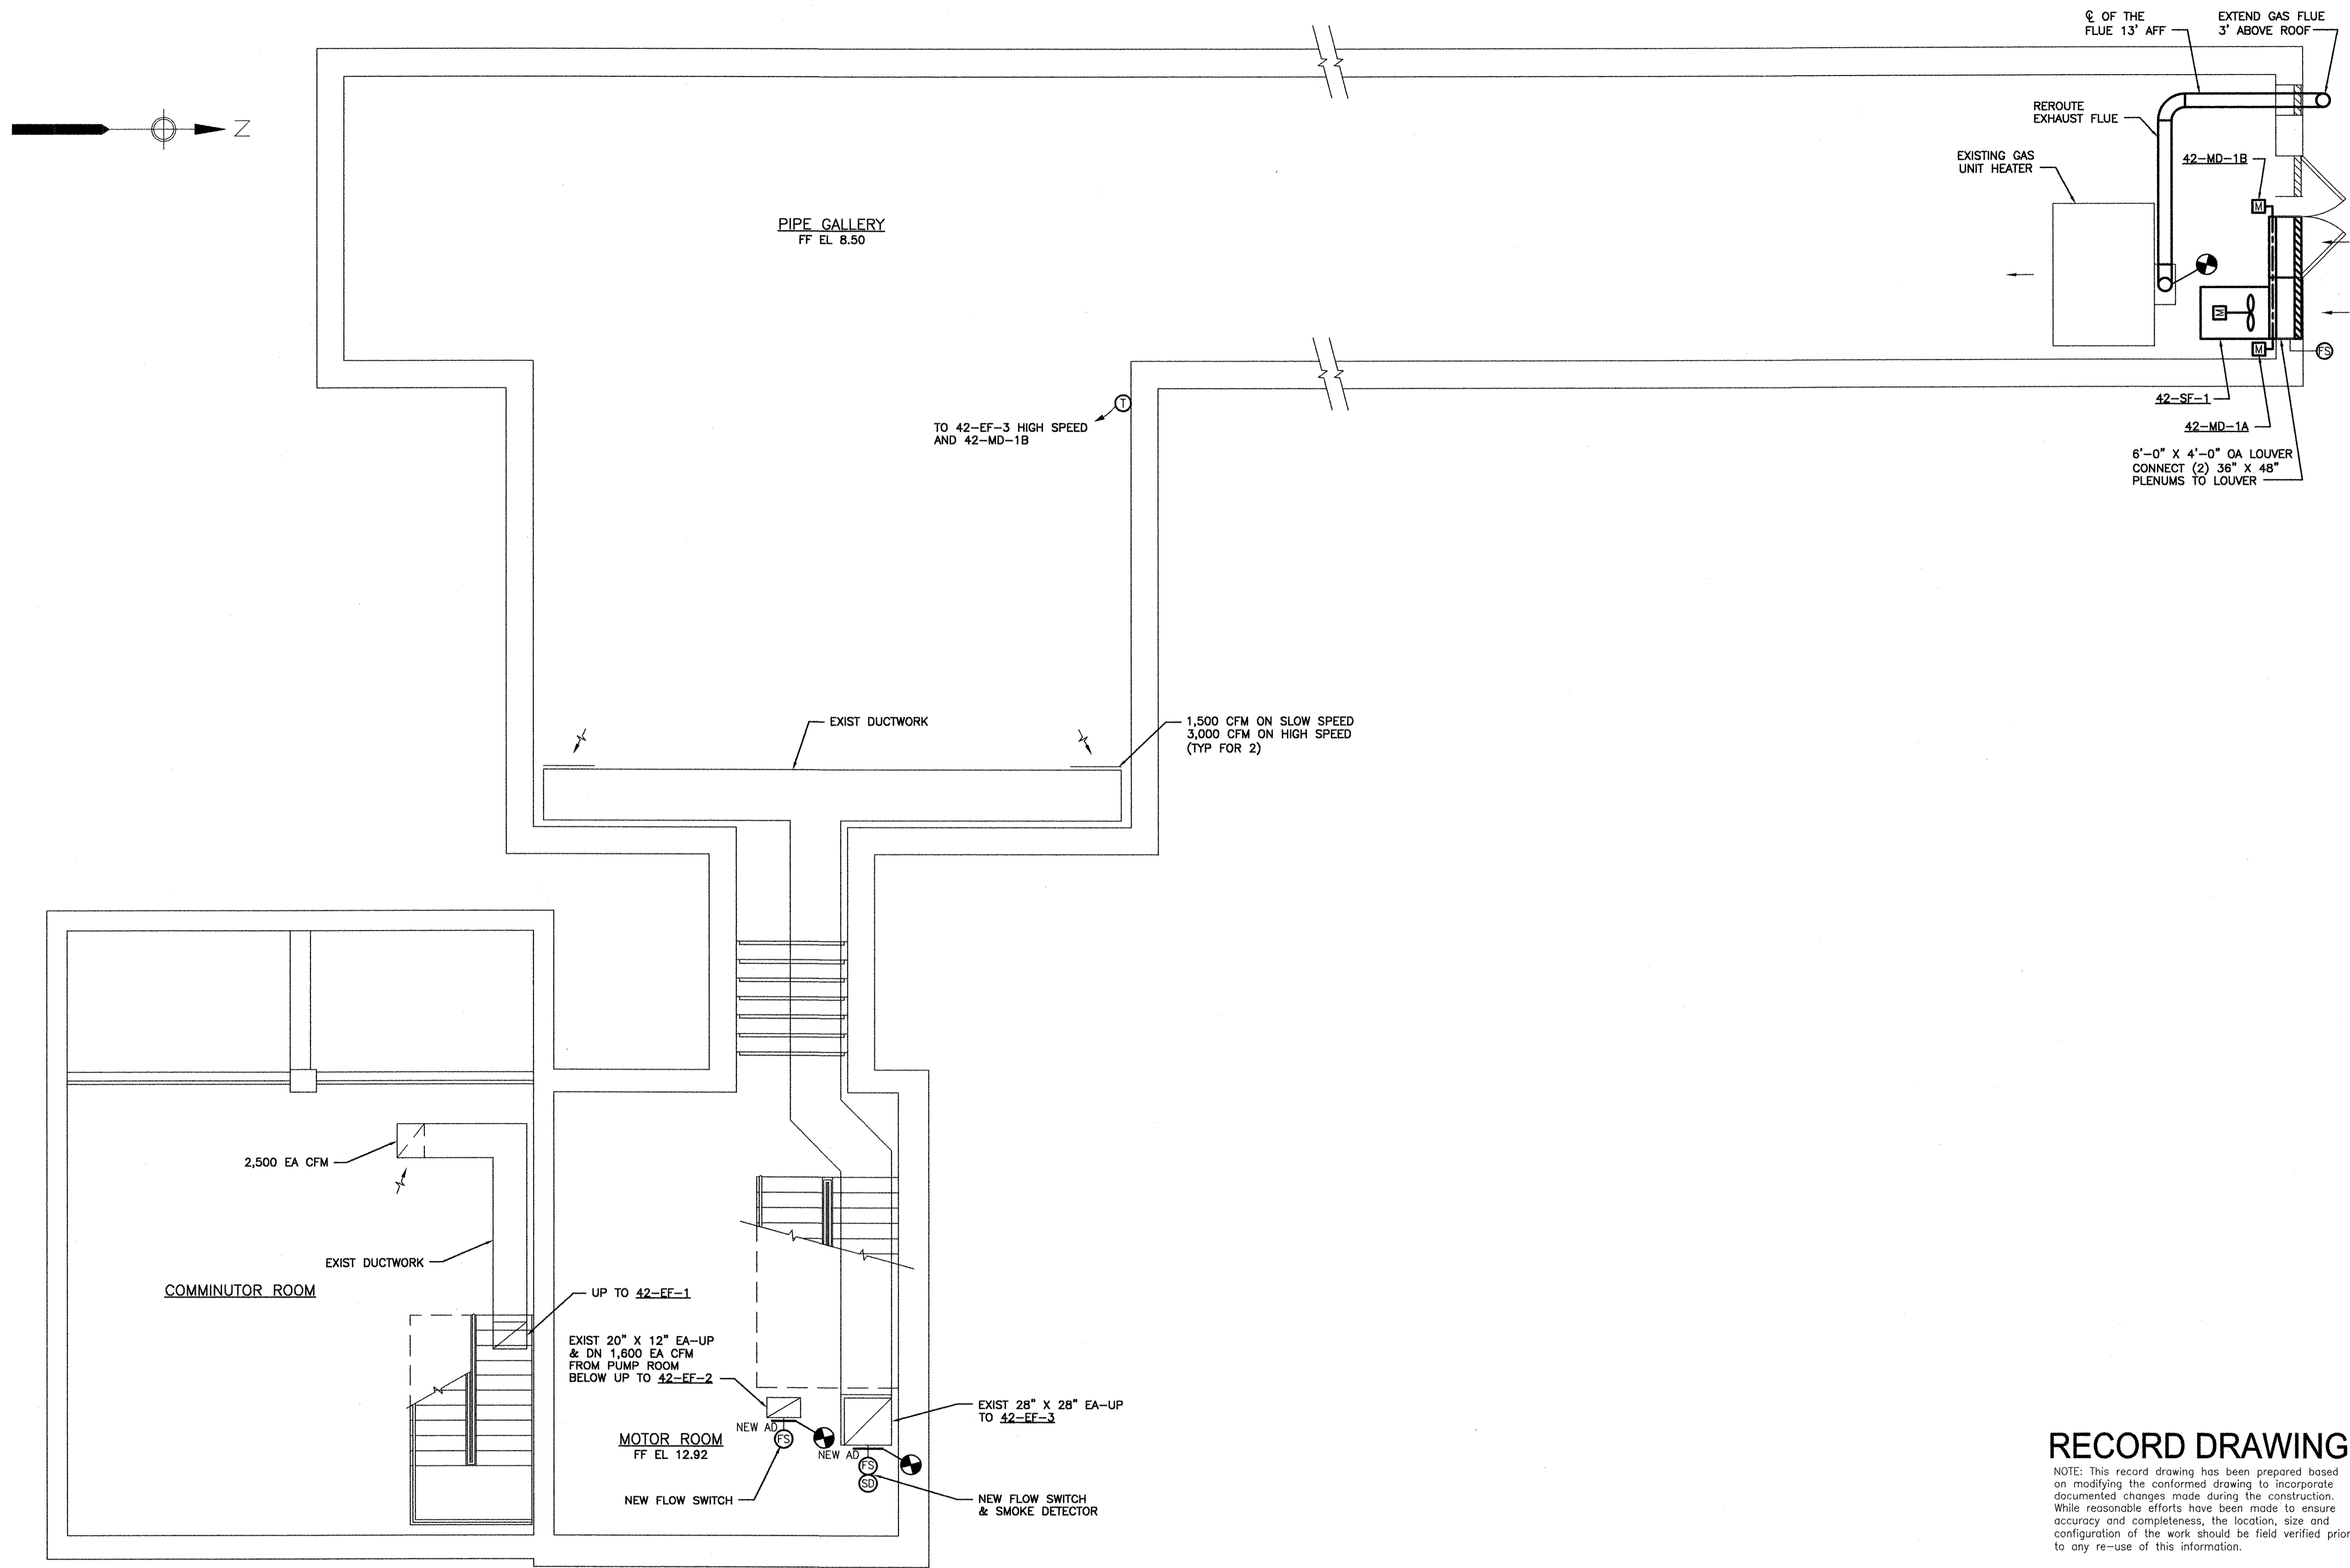 ℄ OF THE
FLUE 13' AFF
EXTEND GAS FLUE
3' ABOVE ROOF
Z
REROUTE
EXHAUST FLUE
EXISTING GAS
UNIT HEATER
42-MD-1B
M
PIPE GALLERY
FF EL 8.50
M
M
FS
42-SF-1
42-MD-1A
6'-0" X 4'-0" OA LOUVER
CONNECT (2) 36" X 48"
PLENUMS TO LOUVER
T
TO 42-EF-3 HIGH SPEED
AND 42-MD-1B
EXIST DUCTWORK
1,500 CFM ON SLOW SPEED
3,000 CFM ON HIGH SPEED
(TYP FOR 2)
2,500 EA CFM
EXIST DUCTWORK
COMMINUTOR ROOM
UP TO 42-EF-1
EXIST 20" X 12" EA-UP
& DN 1,600 EA CFM
FROM PUMP ROOM
BELOW UP TO 42-EF-2
EXIST 28" X 28" EA-UP
TO 42-EF-3
NEW AD
FS
MOTOR ROOM
FF EL 12.92
NEW AD
FS
SD
NEW FLOW SWITCH
NEW FLOW SWITCH
& SMOKE DETECTOR
RECORD DRAWING
NOTE: This record drawing has been prepared based
on modifying the conformed drawing to incorporate
documented changes made during the construction.
While reasonable efforts have been made to ensure
accuracy and completeness, the location, size and
configuration of the work should be field verified prior
to any re-use of this information.